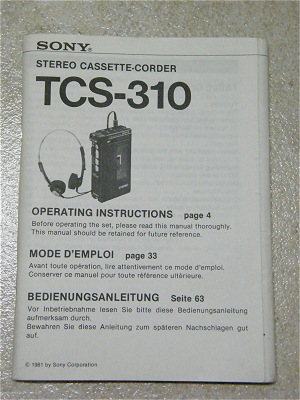 SONY®
STEREO CASSETTE-CORDER
TCS-310
OPERATING INSTRUCTIONS page 4
Before operating the set, please read this manual thoroughly.
This manual should be retained for future reference.
MODE D'EMPLOI page 33
Avant toute opération, lire attentivement ce mode d'emploi.
Conserver ce manuel pour toute référence ultérieure.
BEDIENUNGSANLEITUNG Seite 63
Vor Inbetriebnahme lesen Sie bitte diese Bedienungsanleitung
aufmerksam durch.
Bewahren Sie diese Anleitung zum späteren Nachschlagen gut
auf.
© 1981 by Sony Corporation